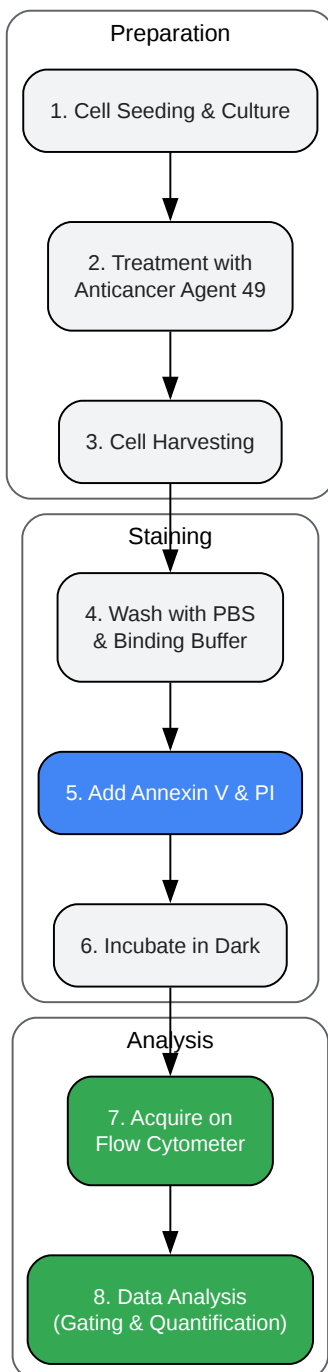 Preparation
1. Cell Seeding & Culture
2. Treatment with
Anticancer Agent 49
3. Cell Harvesting
Staining
4. Wash with PBS
& Binding Buffer
5. Add Annexin V & PI
6. Incubate in Dark
Analysis
7. Acquire on
Flow Cytometer
8. Data Analysis
(Gating & Quantification)